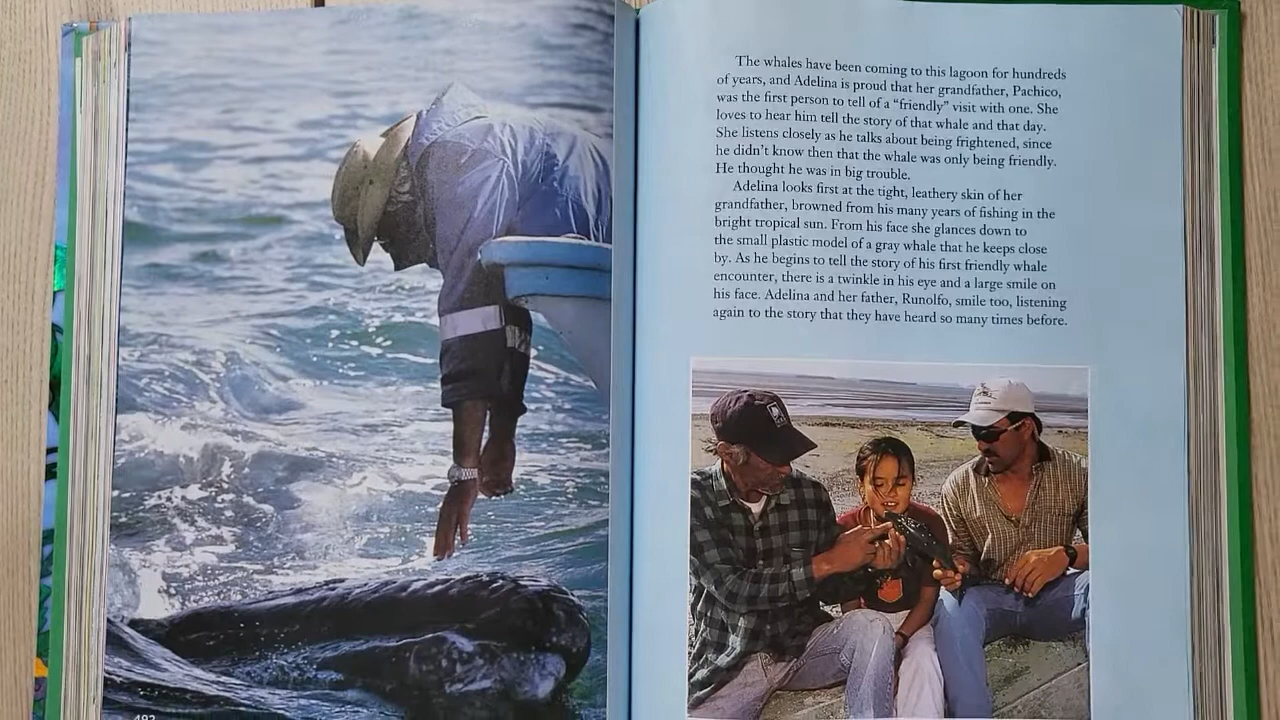 The whales have been coming to this lagoon for hundreds
of years, and Adelina is proud that her grandfather, Pachico,
was the first person to tell of a “friendly” visit with one. She
loves to hear him tell the story of that whale and that day.
She listens closely as he talks about being frightened, since
he didn’t know then that the whale was only being friendly.
He thought he was in big trouble.
Adelina looks first at the tight, leathery skin of her
grandfather, browned from his many years of fishing in the
bright tropical sun. From his face she glances down to
the small plastic model of a gray whale that he keeps close
by. As he begins to tell the story of his first friendly whale
encounter, there is a twinkle in his eye and a large smile on
his face. Adelina and her father, Runolfo, smile too, listening
again to the story that they have heard so many times before.
492